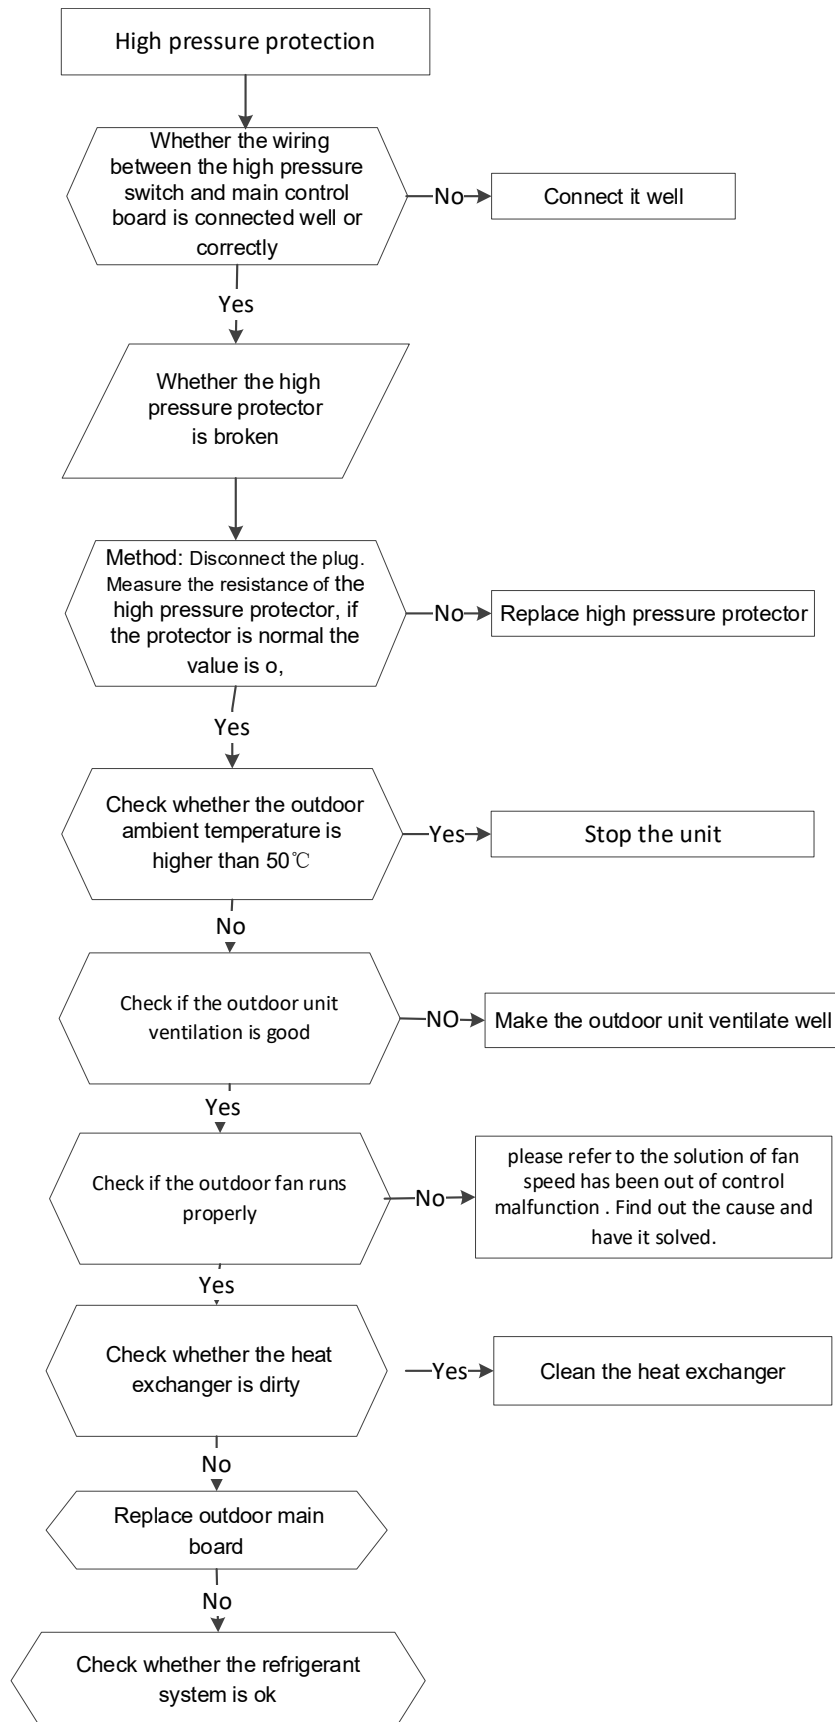 High pressure protection
Whether the wiring
between the high pressure
switch and main control
board is connected well or
correctly
No
Connect it well
Yes
Whether the high
pressure protector
is broken
Method: Disconnect the plug.
Measure the resistance of the
high pressure protector, if
the protector is normal the
value is o,
No
Replace high pressure protector
Yes
Check whether the outdoor
ambient temperature is
higher than 50℃
Yes
Stop the unit
No
Check if the outdoor unit
ventilation is good
NO
Make the outdoor unit ventilate well
Yes
Check if the outdoor fan runs
properly
No
please refer to the solution of fan
speed has been out of control
malfunction . Find out the cause and
have it solved.
Yes
Check whether the heat
exchanger is dirty
Yes
Clean the heat exchanger
No
Replace outdoor main
board
No
Check whether the refrigerant
system is ok